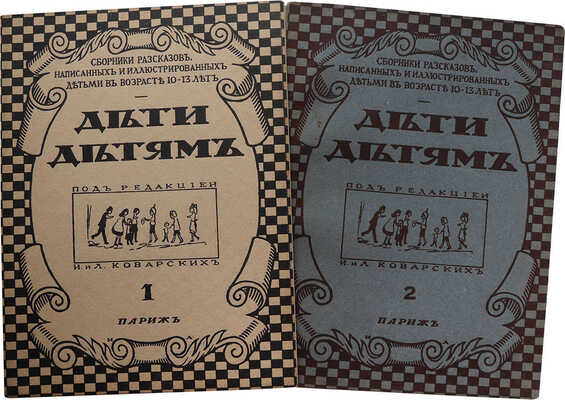 СБОРНИКИ РАЗСКАЗОВЪ,
НАПИСАННЫХЪ И ИЛЛЮСТРИРОВАННЫХЪ
ДѢТЬМИ ВЪ ВОЗРАСТѢ 10-13 ЛѢТЪ
ДѢТИ
ДѢТЯМЪ
ПОДЪ РЕДАКЦІЕЙ
И. и Л. КОВАРСКИХЪ
1
ПАРИЖЪ
СБОРНИКИ РАЗСКАЗОВЪ,
НАПИСАННЫХЪ И ИЛЛЮСТРИРОВАННЫХЪ
ДѢТЬМИ ВЪ ВОЗРАСТѢ 10-13 ЛѢТЪ
ДѢТИ
ДѢТЯМЪ
ПОДЪ РЕДАКЦІЕЙ
И. и Л. КОВАРСКИХЪ
2
ПАРИЖЪ